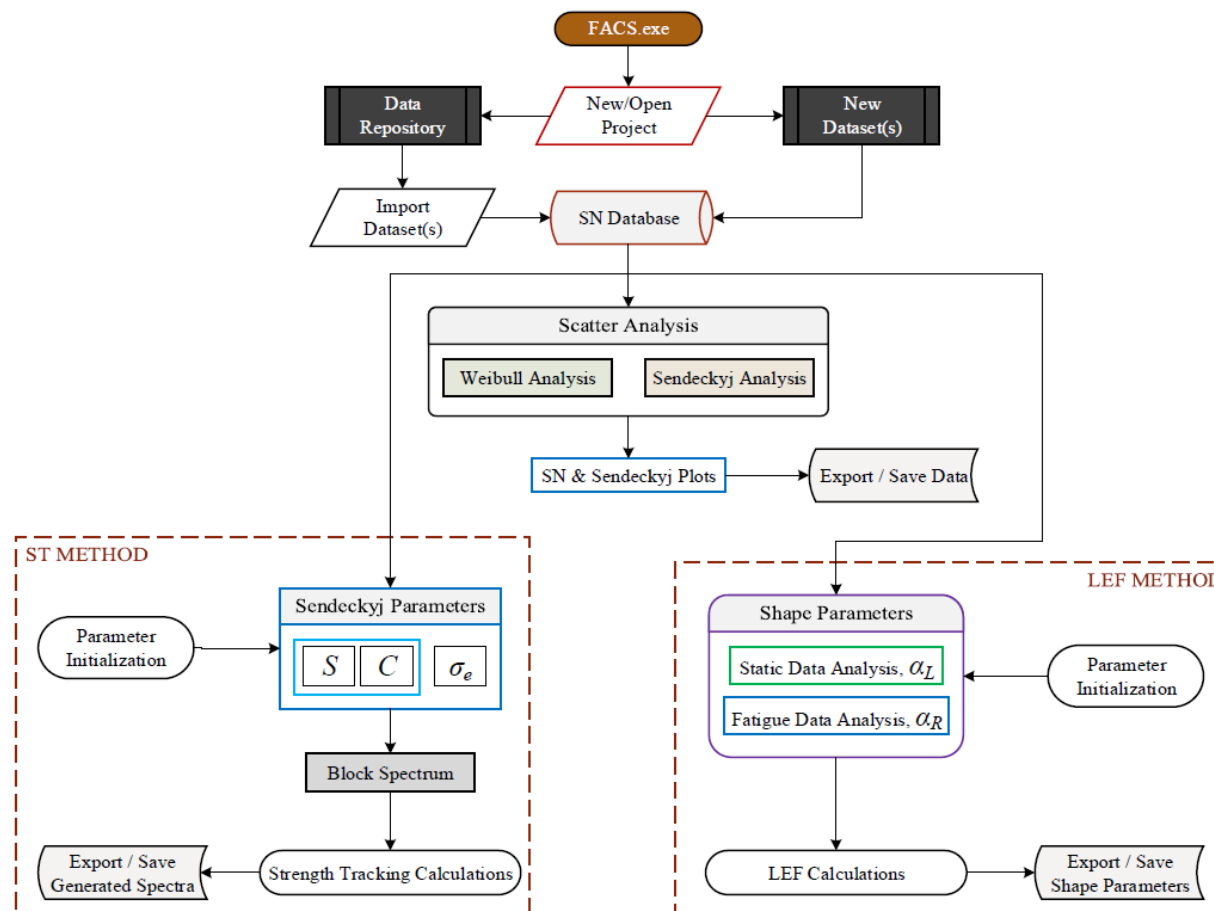 FACS.exe
Data
Repository
New/Open
Project
New
Dataset(s)
Import
Dataset(s)
SN Database
Scatter Analysis
Weibull Analysis
Sendeckyj Analysis
SN & Sendeckyj Plots
Export / Save Data
ST METHOD
Sendeckyj Parameters
Parameter
Initialization
S
C
σe
Block Spectrum
Export / Save
Generated Spectra
Strength Tracking Calculations
LEF METHOD
Shape Parameters
Static Data Analysis, αL
Fatigue Data Analysis, αR
Parameter
Initialization
LEF Calculations
Export / Save
Shape Parameters